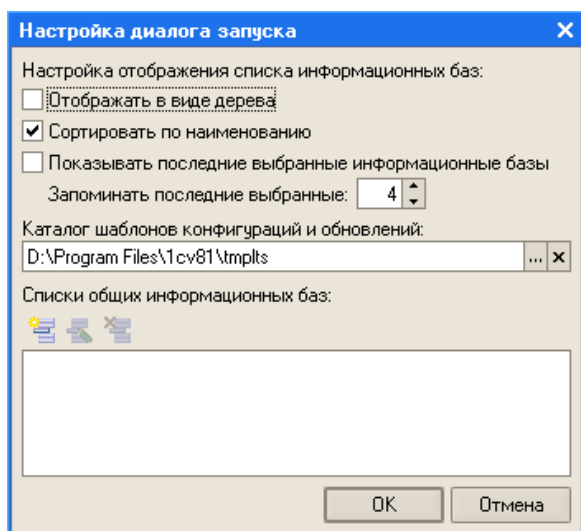 Настройка диалога запуска
Настройка отображения списка информационных баз:
Отображать в виде дерева
Сортировать по наименованию
Показывать последние выбранные информационные базы
Запоминать последние выбранные: 4
Каталог шаблонов конфигураций и обновлений:
D:\Program Files\1cv81\tmplts ...
Списки общих информационных баз:
OK Отмена